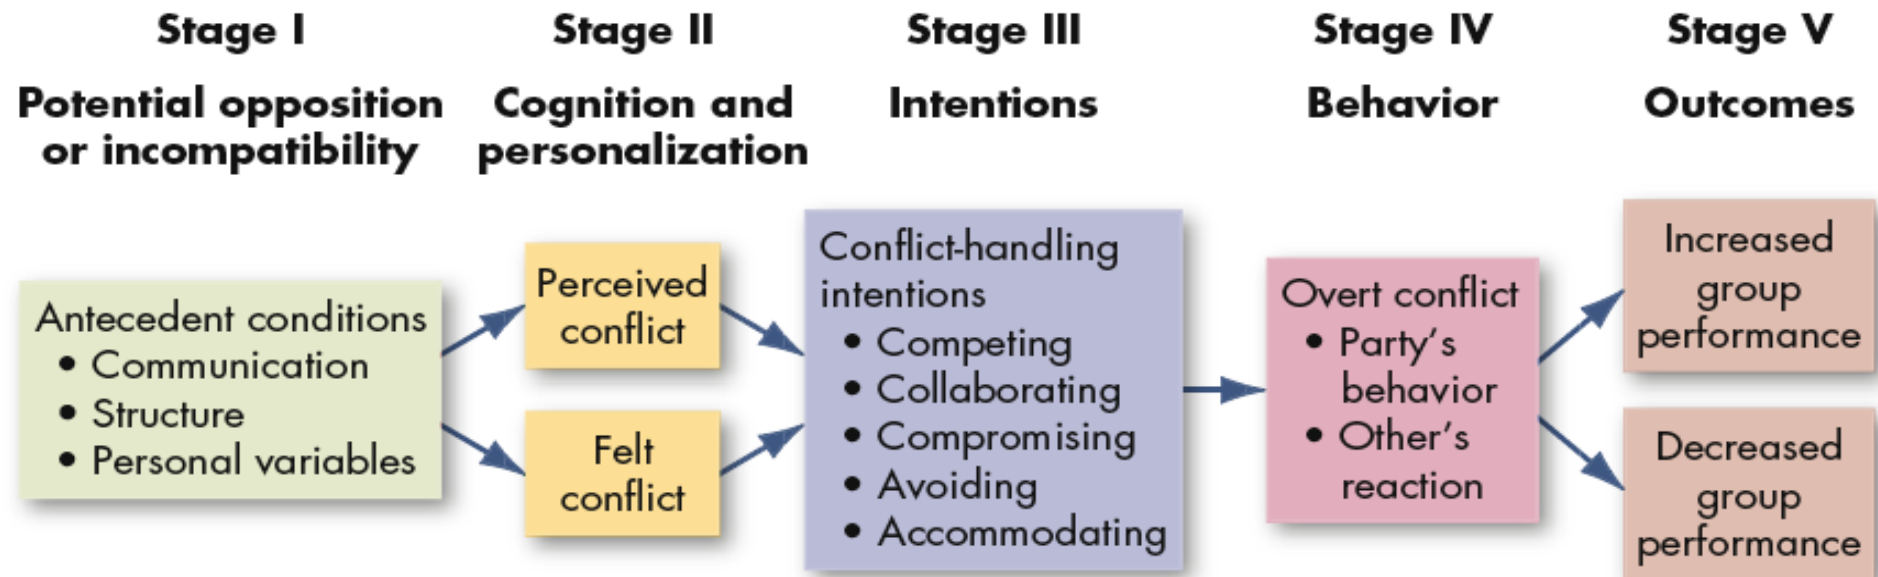 Stage I
Potential opposition
or incompatibility
Stage II
Cognition and
personalization
Stage III
Intentions
Stage IV
Behavior
Stage V
Outcomes
Antecedent conditions
• Communication
• Structure
• Personal variables
Perceived
conflict
Felt
conflict
Conflict-handling
intentions
• Competing
• Collaborating
• Compromising
• Avoiding
• Accommodating
Overt conflict
• Party's
behavior
• Other's
reaction
Increased
group
performance
Decreased
group
performance